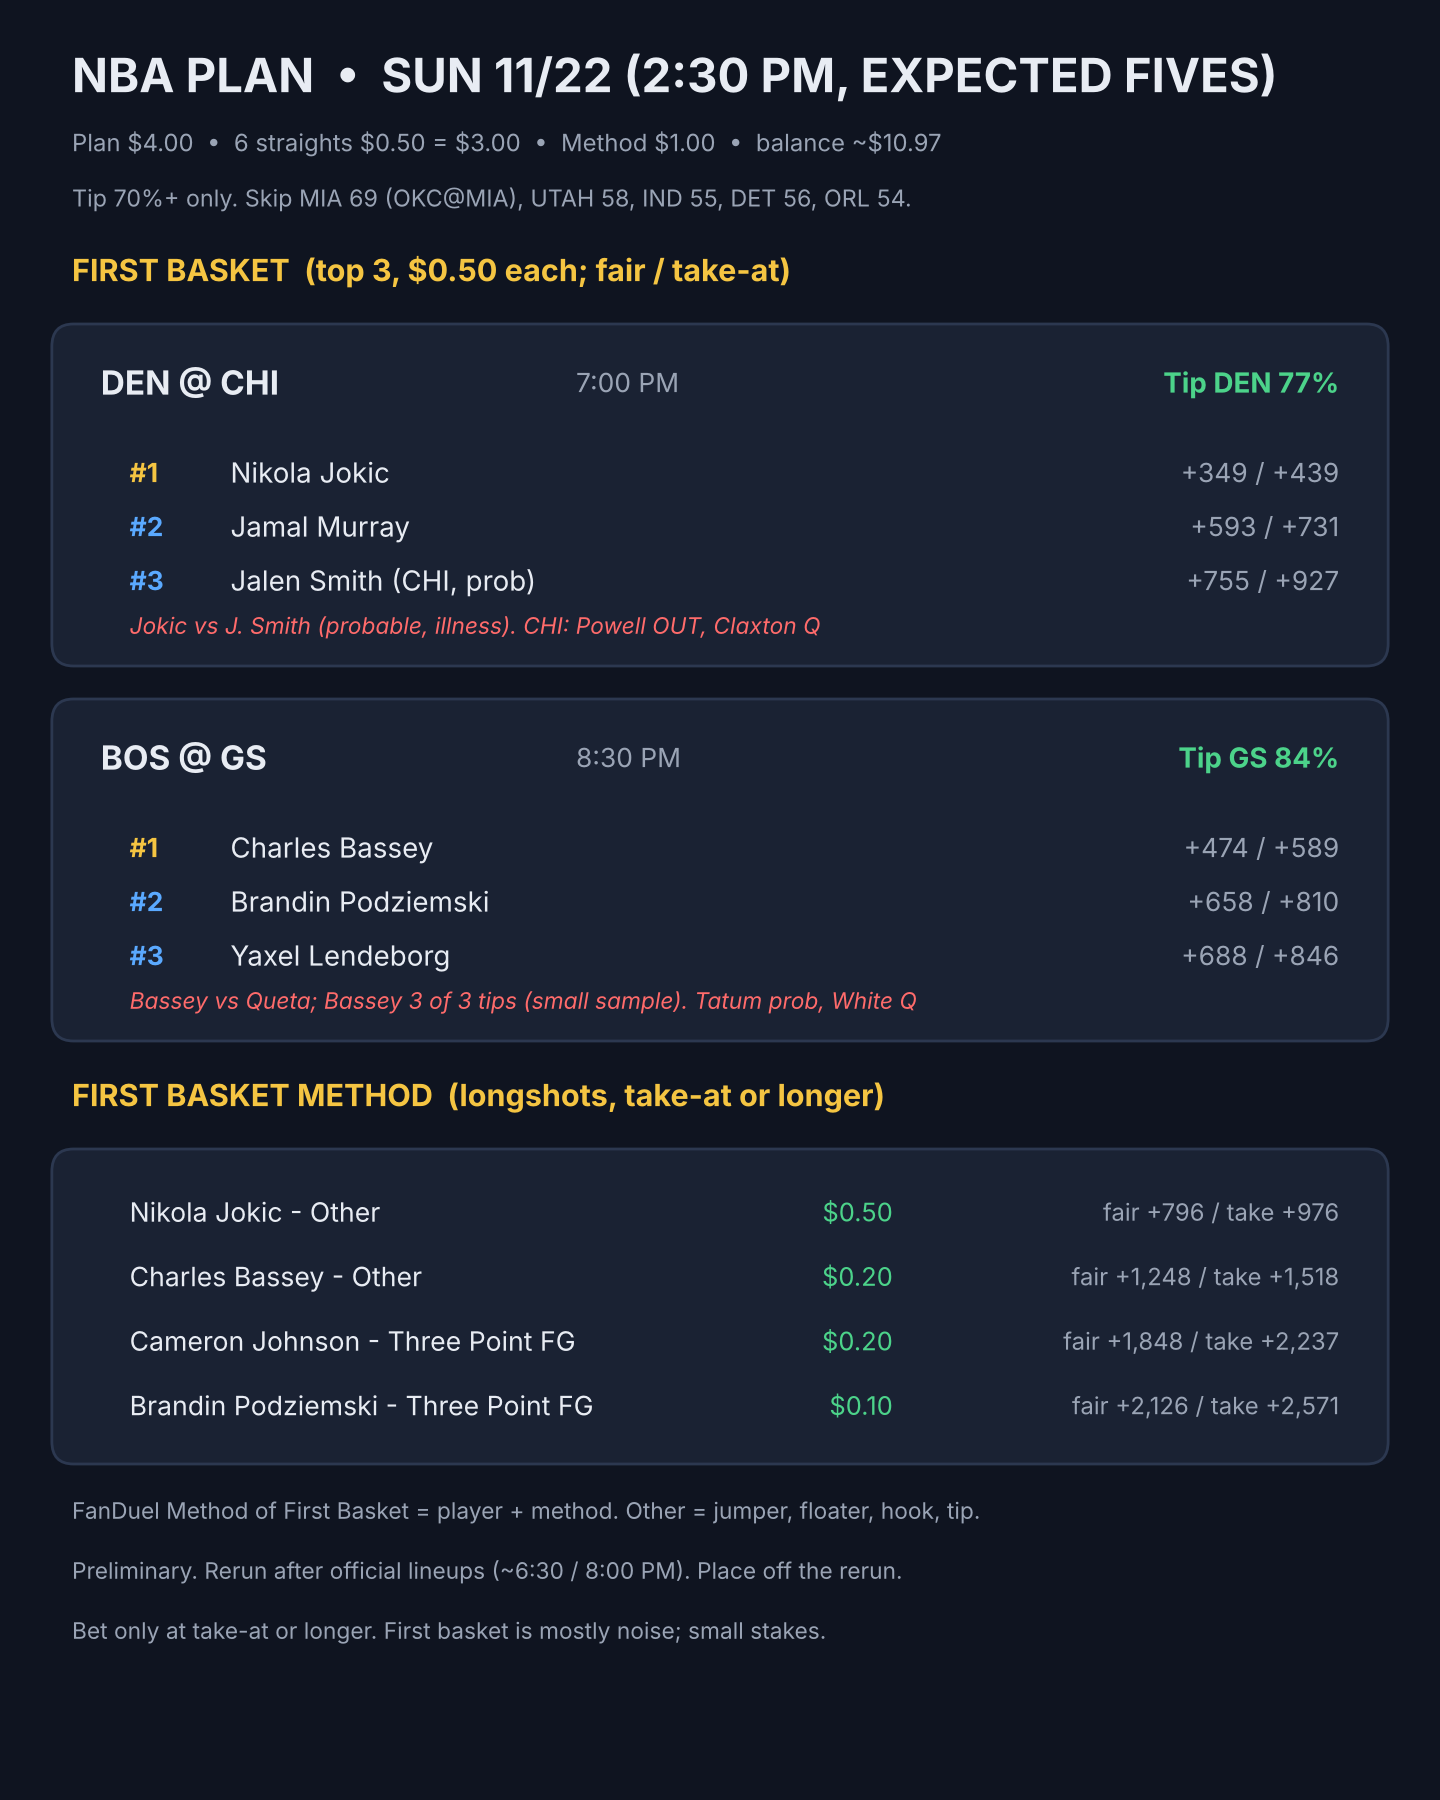 NBA PLAN • SUN 11/22 (2:30 PM, EXPECTED FIVES)
Plan $4.00 • 6 straights $0.50 = $3.00 • Method $1.00 • balance ~$10.97
Tip 70%+ only. Skip MIA 69 (OKC@MIA), UTAH 58, IND 55, DET 56, ORL 54.
FIRST BASKET (top 3, $0.50 each; fair / take-at)
DEN @ CHI 7:00 PM Tip DEN 77%
#1 Nikola Jokic +349 / +439
#2 Jamal Murray +593 / +731
#3 Jalen Smith (CHI, prob) +755 / +927
Jokic vs J. Smith (probable, illness). CHI: Powell OUT, Claxton Q
BOS @ GS 8:30 PM Tip GS 84%
#1 Charles Bassey +474 / +589
#2 Brandin Podziemski +658 / +810
#3 Yaxel Lendeborg +688 / +846
Bassey vs Queta; Bassey 3 of 3 tips (small sample). Tatum prob, White Q
FIRST BASKET METHOD (longshots, take-at or longer)
Nikola Jokic - Other $0.50 fair +796 / take +976
Charles Bassey - Other $0.20 fair +1,248 / take +1,518
Cameron Johnson - Three Point FG $0.20 fair +1,848 / take +2,237
Brandin Podziemski - Three Point FG $0.10 fair +2,126 / take +2,571
FanDuel Method of First Basket = player + method. Other = jumper, floater, hook, tip.
Preliminary. Rerun after official lineups (~6:30 / 8:00 PM). Place off the rerun.
Bet only at take-at or longer. First basket is mostly noise; small stakes.